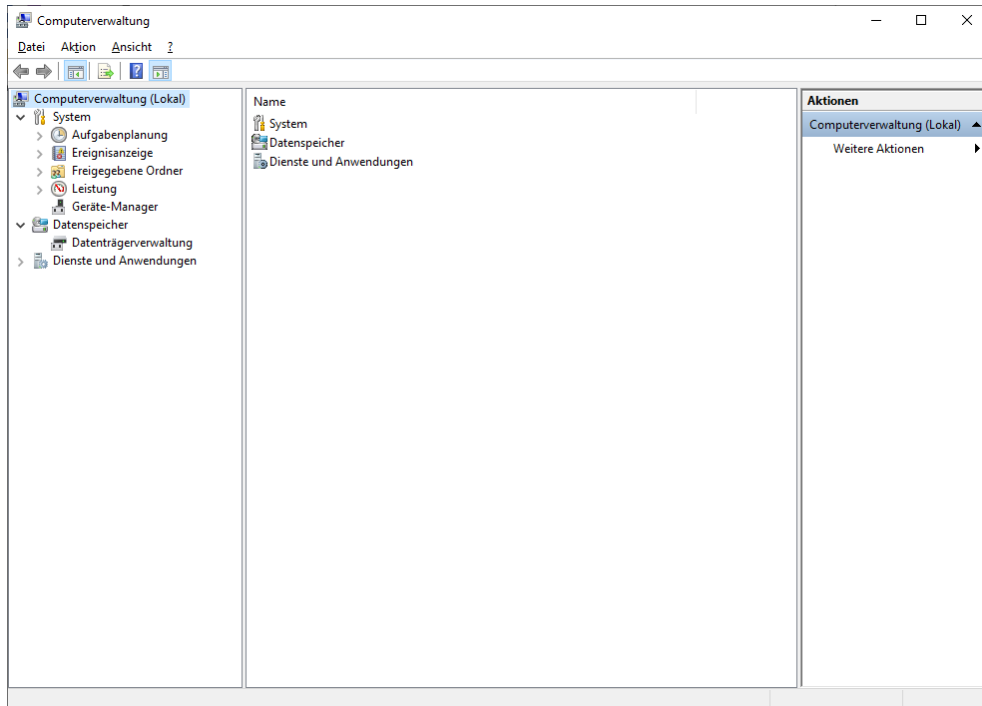 Computerverwaltung
Datei Aktion Ansicht ?
Computerverwaltung (Lokal)
System
Aufgabenplanung
Ereignisanzeige
Freigegebene Ordner
Leistung
Geräte-Manager
Datenspeicher
Datenträgerverwaltung
Dienste und Anwendungen
Name
System
Datenspeicher
Dienste und Anwendungen
Aktionen
Computerverwaltung (Lokal)
Weitere Aktionen